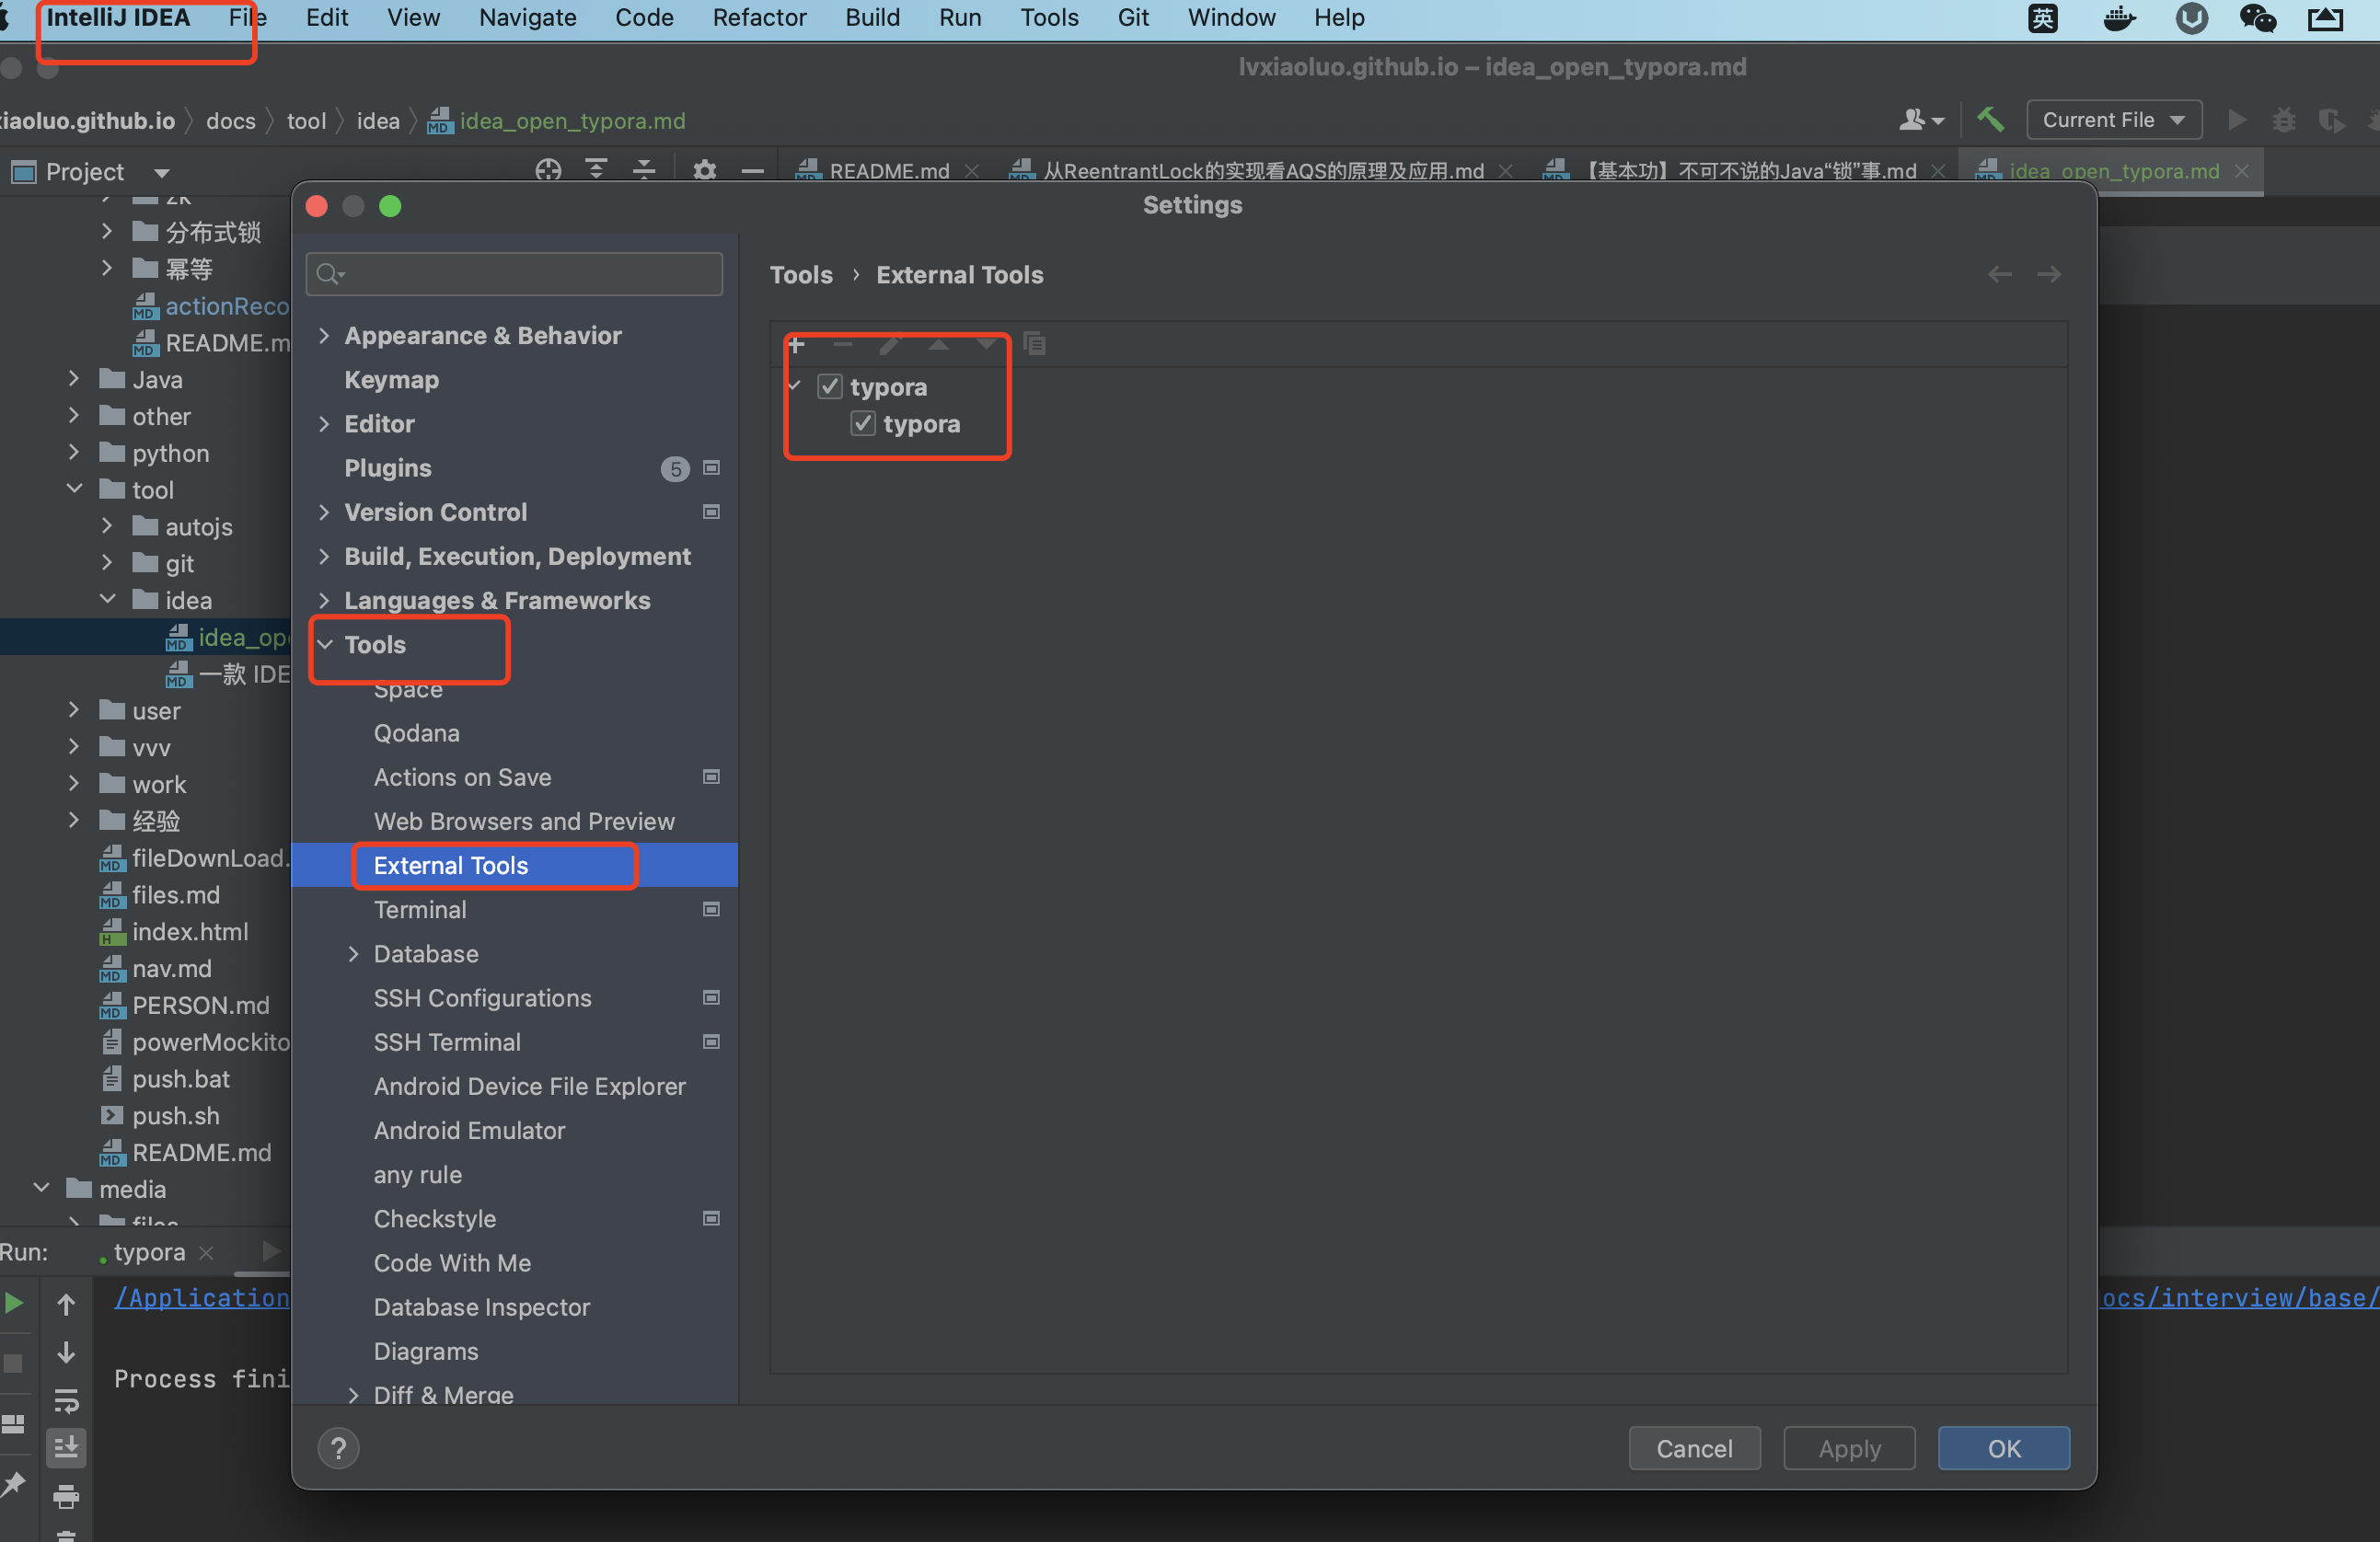 IntelliJ IDEA File Edit View Navigate Code Refactor Build Run Tools Git Window Help 英
lvxiaoluo.github.io – idea_open_typora.md
xiaoluo.github.io docs tool idea idea_open_typora.md Current File
Project README.md 从ReentrantLock的实现看AQS的原理及应用.md 【基本功】不可不说的Java“锁”事.md idea_open_typora.md
zk
分布式锁
幂等
actionReco
README.m
Java
other
python
tool
autojs
git
idea
idea_ope
一款 IDE
user
vvv
work
经验
fileDownLoad.
files.md
index.html
nav.md
PERSON.md
powerMockito
push.bat
push.sh
README.md
media
files
Settings
Appearance & Behavior
Keymap
Editor
Plugins 5
Version Control
Build, Execution, Deployment
Languages & Frameworks
Tools
Space
Qodana
Actions on Save
Web Browsers and Preview
External Tools
Terminal
Database
SSH Configurations
SSH Terminal
Android Device File Explorer
Android Emulator
any rule
Checkstyle
Code With Me
Database Inspector
Diagrams
Diff & Merge
Tools › External Tools
typora
typora
? Cancel Apply OK
Run: typora
/Application ocs/interview/base/
Process fini